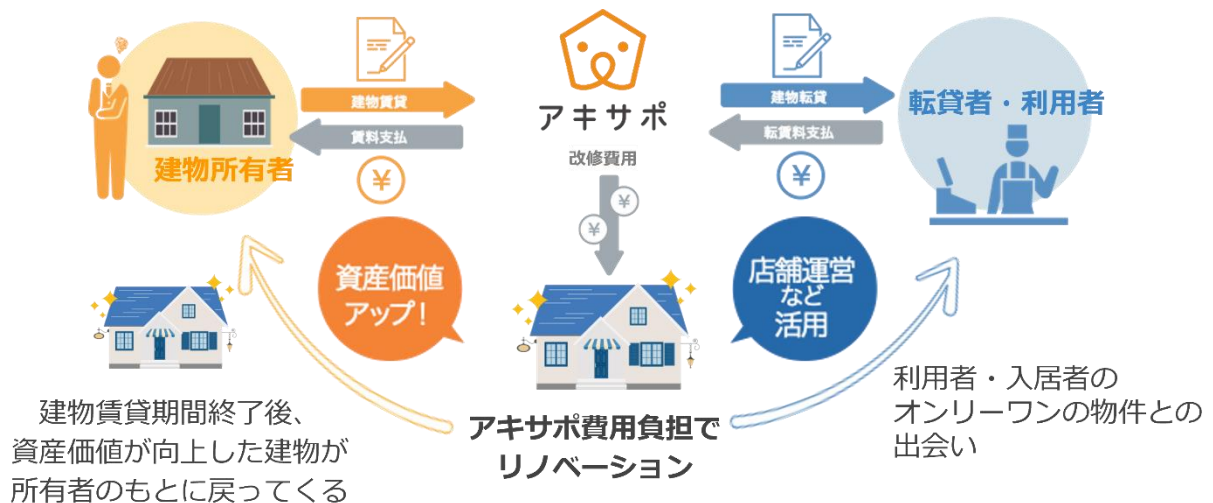 建物所有者
建物賃貸
賃料支払
¥
アキサポ
改修費用
¥
¥
建物転貸
転賃料支払
¥
転貸者・利用者
資産価値
アップ！
店舗運営
など
活用
建物賃貸期間終了後、
資産価値が向上した建物が
所有者のもとに戻ってくる
アキサポ費用負担で
リノベーション
利用者・入居者の
オンリーワンの物件との
出会い